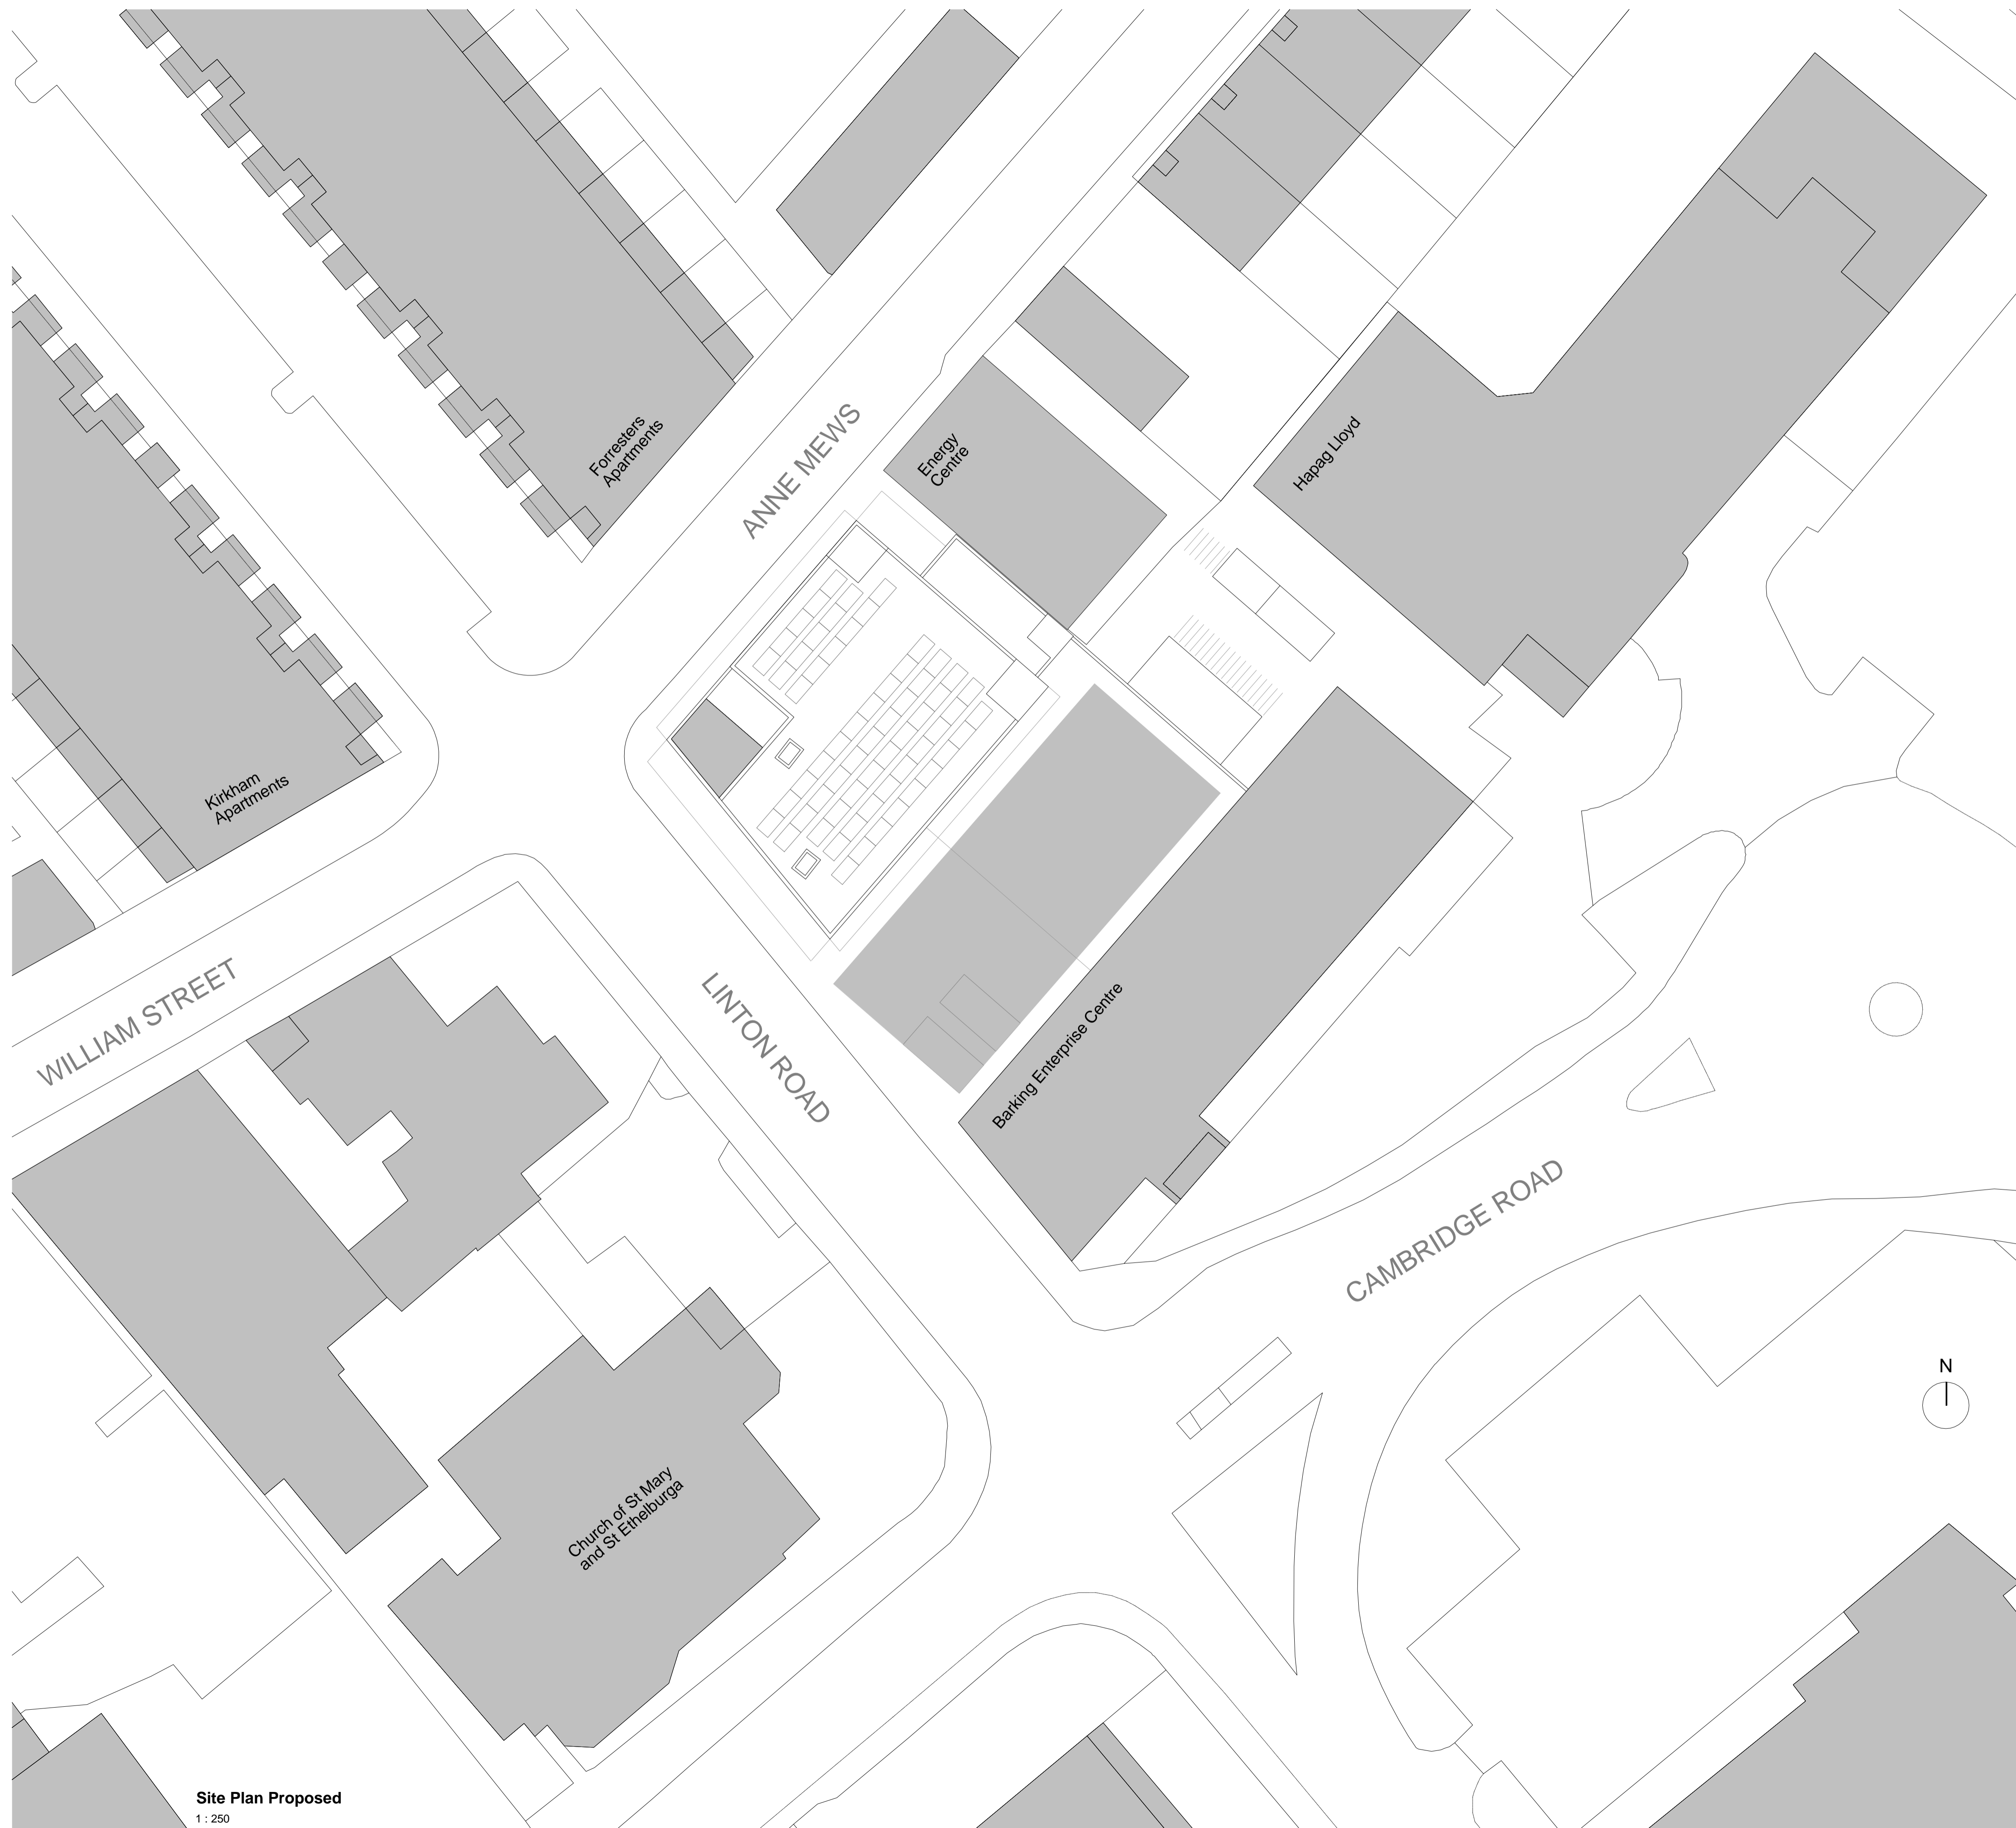 Forresters
Apartments
ANNE MEWS
Energy
Centre
Hapag Lloyd
Kirkham
Apartments
WILLIAM STREET
LINTON ROAD
Barking Enterprise Centre
CAMBRIDGE ROAD
N
Church of St Mary
and St Ethelburga
Site Plan Proposed
1 : 250